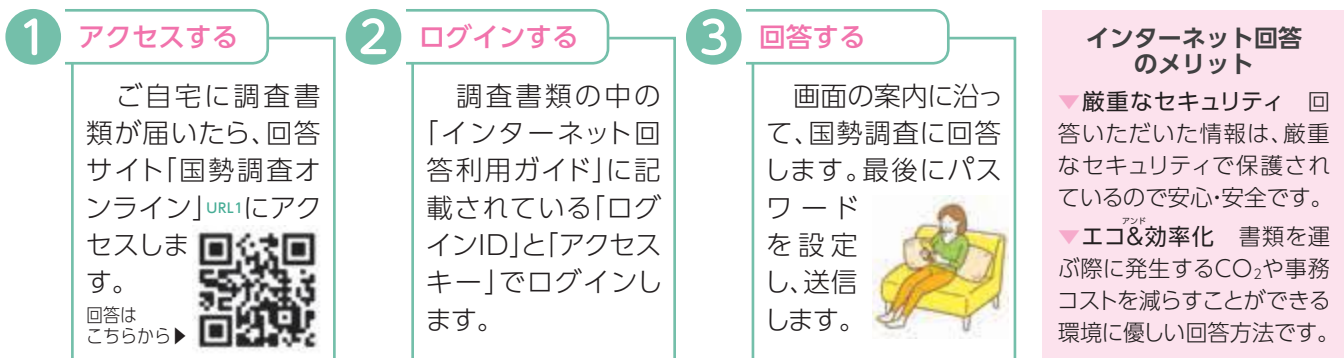 1 アクセスする
ご自宅に調査書
類が届いたら、回答
サイト「国勢調査オ
ンライン」URL1にアク
セスしま
す。
回答は
こちらから▶
2 ログインする
調査書類の中の
「インターネット回
答利用ガイド」に記
載されている「ログ
インID」と「アクセス
キー」でログインし
ます。
3 回答する
画面の案内に沿っ
て、国勢調査に回答
します。最後にパス
ワード
を設定
し、送信
します。
インターネット回答
のメリット
▼厳重なセキュリティ　回
答いただいた情報は、厳重
なセキュリティで保護され
ているので安心・安全です。
アンド
▼エコ&効率化　書類を運
ぶ際に発生するCO₂や事務
コストを減らすことができる
環境に優しい回答方法です。